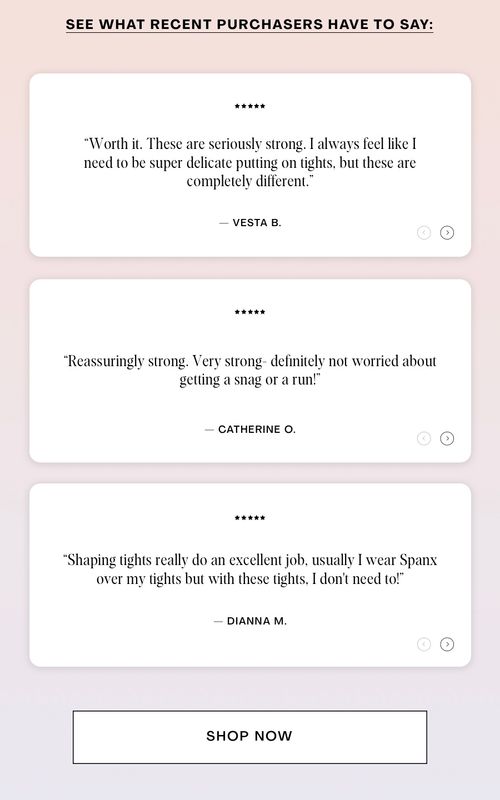 SEE WHAT RECENT PURCHASERS HAVE TO SAY:
“Worth it. These are seriously strong. I always feel like I
need to be super delicate putting on tights, but these are
completely different.”
— VESTA B.
“Reassuringly strong. Very strong- definitely not worried about
getting a snag or a run!”
— CATHERINE O.
“Shaping tights really do an excellent job, usually I wear Spanx
over my tights but with these tights, I don't need to!”
— DIANNA M.
SHOP NOW